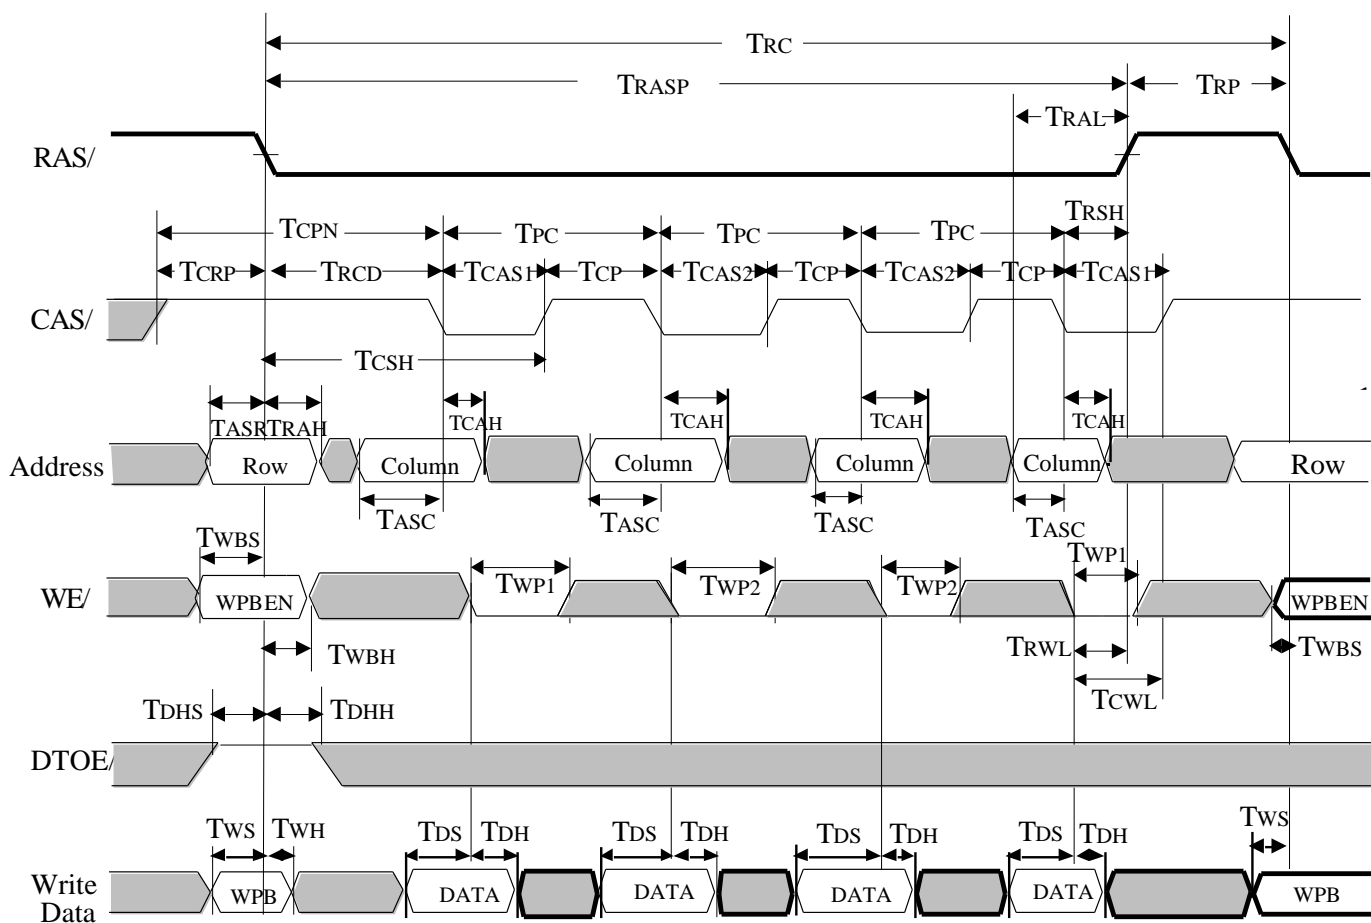 TRC
TRASP TRP
TRAL
RAS/
TRSH
TCPN TPC TPC TPC
TCRP TRCD TCAS1 TCP TCAS2 TCP TCAS2 TCP TCAS1
CAS/
TCSH
TASR TRAH TCAH TCAH TCAH TCAH
Address Row Column Column Column Column Row
TASC TASC TASC TASC
TWBS TWP1
TWP1 TWP2 TWP2
WE/ WPBEN WPBEN
TWBH TRWL TWBS
TCWL
TDHS TDHH
DTOE/
TWS TWH TDS TDH TDS TDH TDS TDH TDS TDH TWS
Write WPB DATA DATA DATA DATA WPB
Data